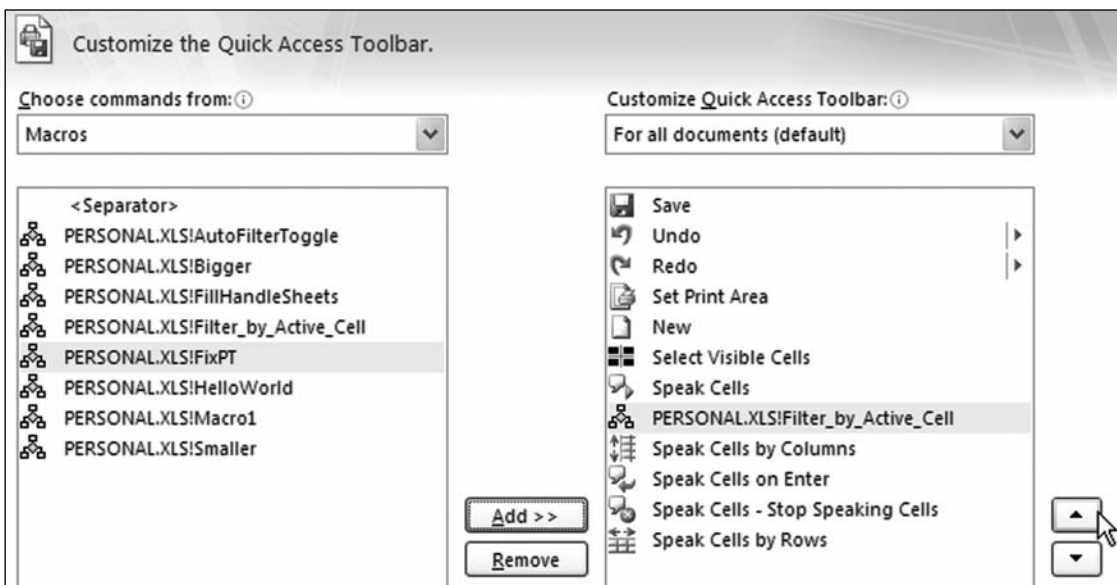 Customize the Quick Access Toolbar.
Choose commands from:
Macros
<Separator>
PERSONAL.XLS!AutoFilterToggle
PERSONAL.XLS!Bigger
PERSONAL.XLS!FillHandleSheets
PERSONAL.XLS!Filter_by_Active_Cell
PERSONAL.XLS!FixPT
PERSONAL.XLS!HelloWorld
PERSONAL.XLS!Macro1
PERSONAL.XLS!Smaller
Add >>
Remove
Customize Quick Access Toolbar:
For all documents (default)
Save
Undo
Redo
Set Print Area
New
Select Visible Cells
Speak Cells
PERSONAL.XLS!Filter_by_Active_Cell
Speak Cells by Columns
Speak Cells on Enter
Speak Cells - Stop Speaking Cells
Speak Cells by Rows